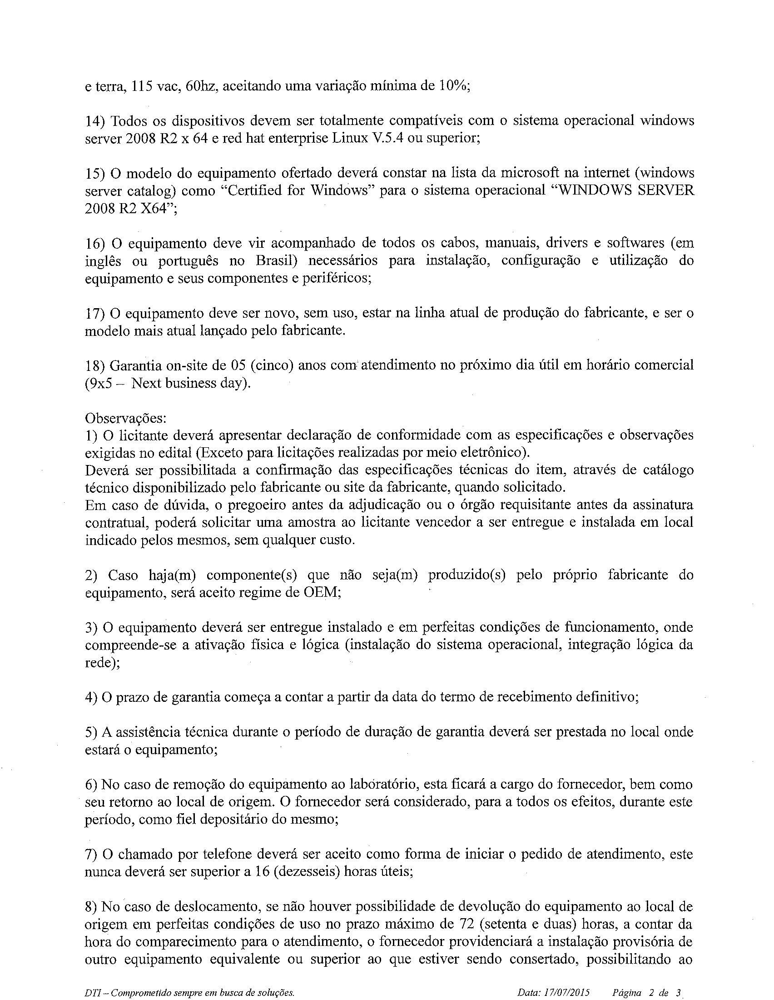 e terra, 115 vac, 60hz, aceitando uma variação mínima de 10%;
14) Todos os dispositivos devem ser totalmente compatíveis com o sistema operacional windows
server 2008 R2 x 64 e red hat enterprise Linux V.5.4 ou superior;
15) O modelo do equipamento ofertado deverá constar na lista da microsoft na internet (windows
server catalog) como “Certified for Windows” para o sistema operacional “WINDOWS SERVER
2008 R2 X64”;
16) O equipamento deve vir acompanhado de todos os cabos, manuais, drivers e softwares (em
inglês ou português no Brasil) necessários para instalação, configuração e utilização do
equipamento e seus componentes e periféricos;
17) O equipamento deve ser novo, sem uso, estar na linha atual de produção do fabricante, e ser o
modelo mais atual lançado pelo fabricante.
18) Garantia on-site de 05 (cinco) anos com atendimento no próximo dia útil em horário comercial
(9x5 – Next business day).
Observações:
1) O licitante deverá apresentar declaração de conformidade com as especificações e observações
exigidas no edital (Exceto para licitações realizadas por meio eletrônico).
Deverá ser possibilitada a confirmação das especificações técnicas do item, através de catálogo
técnico disponibilizado pelo fabricante ou site da fabricante, quando solicitado.
Em caso de dúvida, o pregoeiro antes da adjudicação ou o órgão requisitante antes da assinatura
contratual, poderá solicitar uma amostra ao licitante vencedor a ser entregue e instalada em local
indicado pelos mesmos, sem qualquer custo.
2) Caso haja(m) componente(s) que não seja(m) produzido(s) pelo próprio fabricante do
equipamento, será aceito regime de OEM;
3) O equipamento deverá ser entregue instalado e em perfeitas condições de funcionamento, onde
compreende-se a ativação física e lógica (instalação do sistema operacional, integração lógica da
rede);
4) O prazo de garantia começa a contar a partir da data do termo de recebimento definitivo;
5) A assistência técnica durante o período de duração de garantia deverá ser prestada no local onde
estará o equipamento;
6) No caso de remoção do equipamento ao laboratório, esta ficará a cargo do fornecedor, bem como
seu retorno ao local de origem. O fornecedor será considerado, para a todos os efeitos, durante este
período, como fiel depositário do mesmo;
7) O chamado por telefone deverá ser aceito como forma de iniciar o pedido de atendimento, este
nunca deverá ser superior a 16 (dezesseis) horas úteis;
8) No caso de deslocamento, se não houver possibilidade de devolução do equipamento ao local de
origem em perfeitas condições de uso no prazo máximo de 72 (setenta e duas) horas, a contar da
hora do comparecimento para o atendimento, o fornecedor providenciará a instalação provisória de
outro equipamento equivalente ou superior ao que estiver sendo consertado, possibilitando ao
DTI – Comprometido sempre em busca de soluções. Data: 17/07/2015 Página 2 de 3